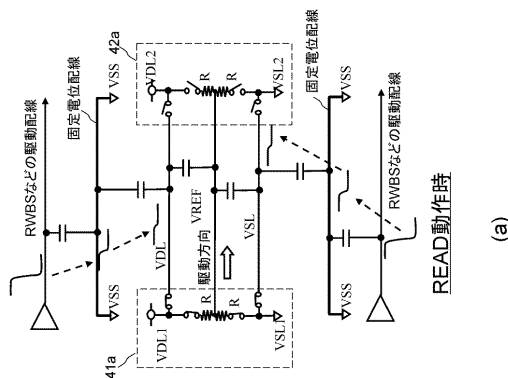 RWBSなどの駆動配線
固定電位配線
VSS
VSS
42a
VDL2
R
R
VSL2
VDL
VREF
VSL
駆動方向
41a
VDL1
R
R
VSL1
固定電位配線
VSS
VSS
RWBSなどの駆動配線
READ動作時
(a)